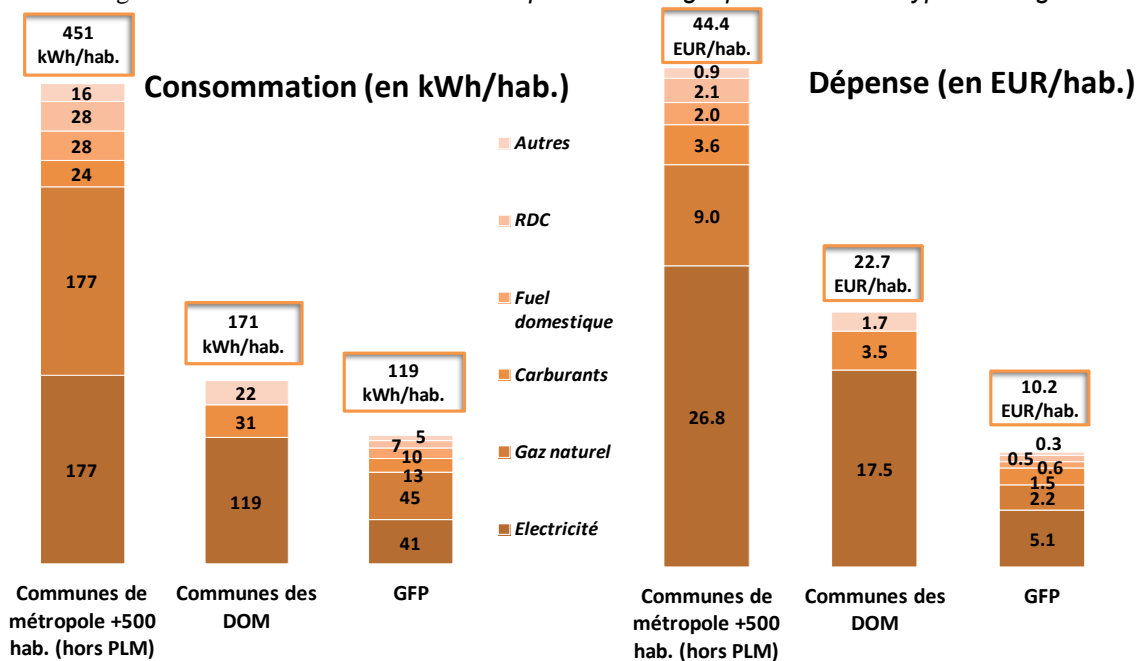 451
kWh/hab.
Consommation (en kWh/hab.)
16
28
28
24
177
177
171
kWh/hab.
22
31
119
119
kWh/hab.
5
7
10
13
45
41
Communes de
métropole +500
hab. (hors PLM)
Communes des
DOM
GFP
Autres
RDC
Fuel
domestique
Carburants
Gaz naturel
Electricité
44.4
EUR/hab.
Dépense (en EUR/hab.)
0.9
2.1
2.0
3.6
9.0
26.8
22.7
EUR/hab.
1.7
3.5
17.5
10.2
EUR/hab.
0.3
0.5
0.6
1.5
2.2
5.1
Communes de
métropole +500
hab. (hors PLM)
Communes des
DOM
GFP